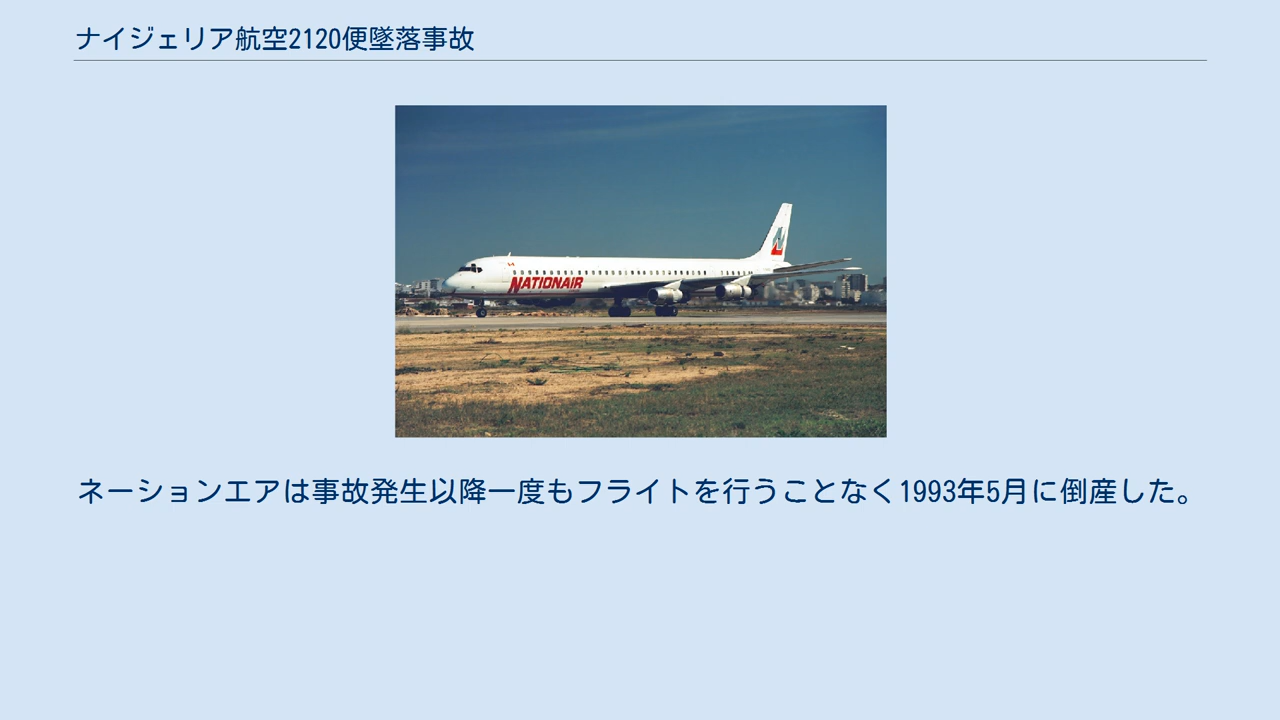 ナイジェリア航空2120便墜落事故
NATIONAIR
ネーションエアは事故発生以降一度もフライトを行うことなく1993年5月に倒産した。